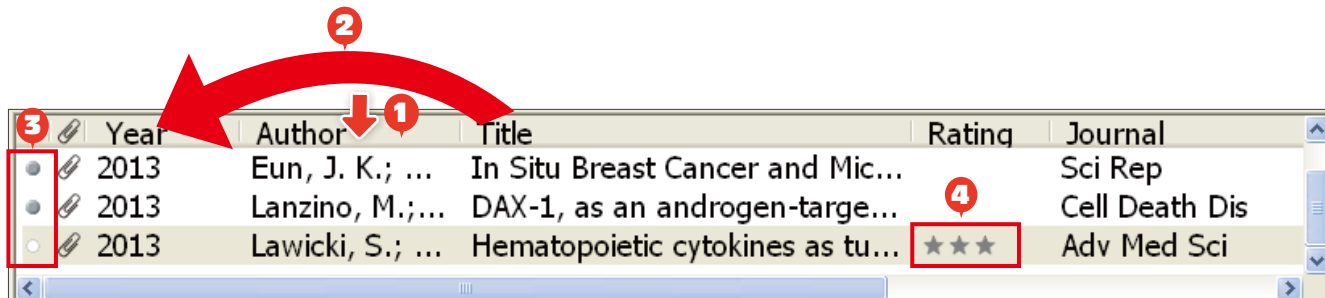 2
1
3
Year Author Title Rating Journal
2013 Eun, J. K.; ... In Situ Breast Cancer and Mic... Sci Rep
2013 Lanzino, M.;... DAX-1, as an androgen-targe... Cell Death Dis
4
2013 Lawicki, S.; ... Hematopoietic cytokines as tu... ★★★ Adv Med Sci